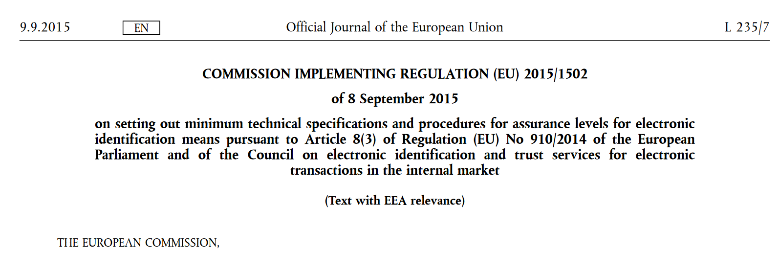 9.9.2015 EN Official Journal of the European Union L 235/7
COMMISSION IMPLEMENTING REGULATION (EU) 2015/1502
of 8 September 2015
on setting out minimum technical specifications and procedures for assurance levels for electronic
identification means pursuant to Article 8(3) of Regulation (EU) No 910/2014 of the European
Parliament and of the Council on electronic identification and trust services for electronic
transactions in the internal market
(Text with EEA relevance)
THE EUROPEAN COMMISSION,